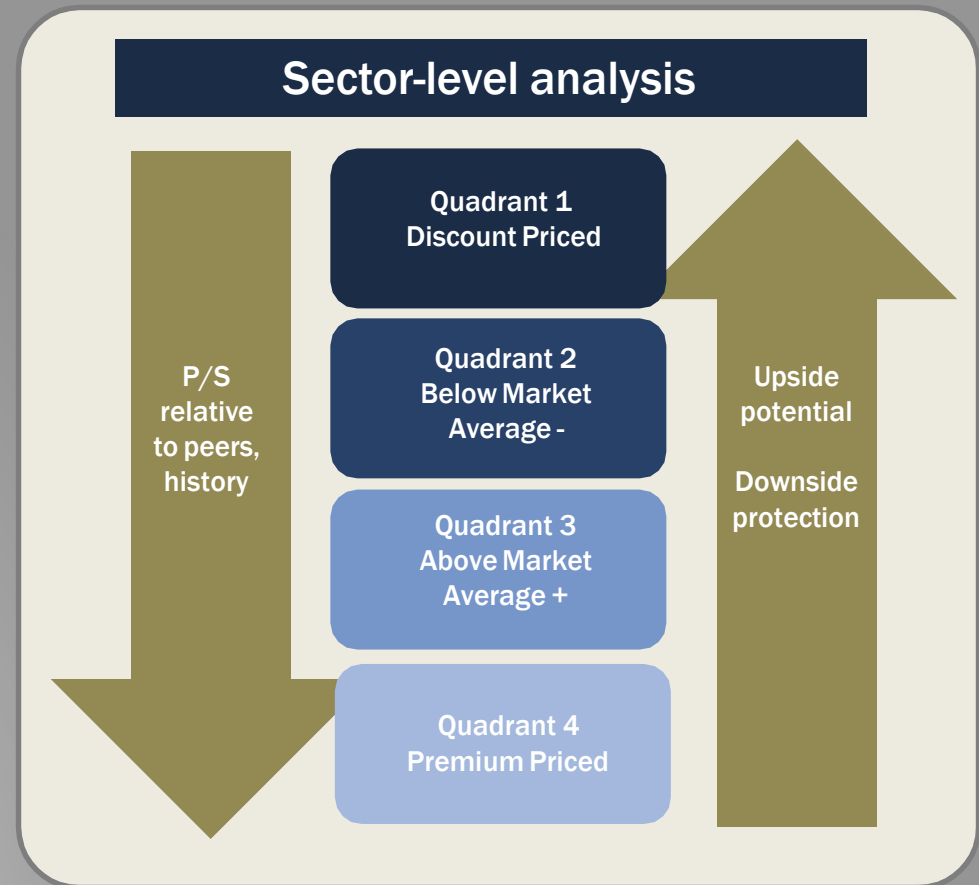 Sector-level analysis
P/S
relative
to peers,
history
Quadrant 1
Discount Priced
Quadrant 2
Below Market
Average -
Quadrant 3
Above Market
Average +
Quadrant 4
Premium Priced
Upside
potential
Downside
protection